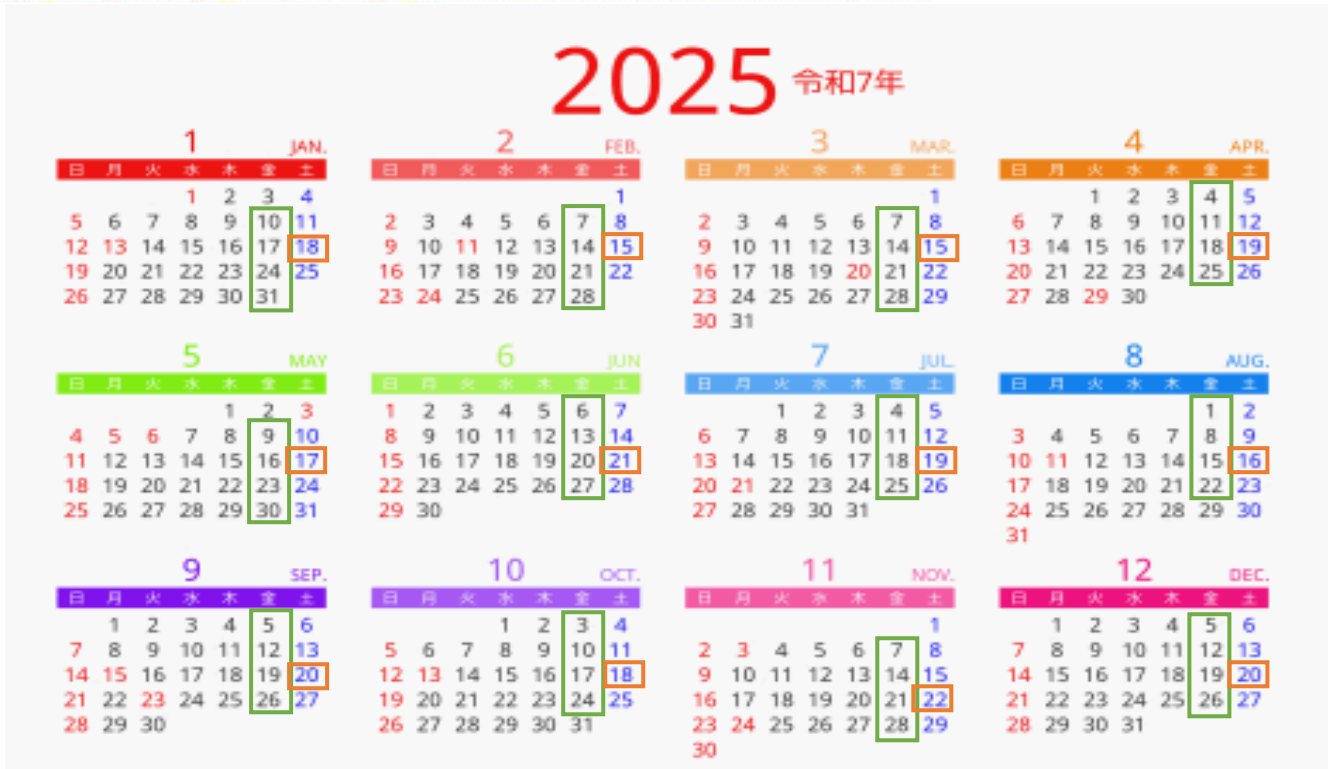 2025 令和7年
1 JAN.
日 月 火 水 木 金 土
1 2 3 4
5 6 7 8 9 10 11
12 13 14 15 16 17 18
19 20 21 22 23 24 25
26 27 28 29 30 31
2 FEB.
日 月 火 水 木 金 土
1
2 3 4 5 6 7 8
9 10 11 12 13 14 15
16 17 18 19 20 21 22
23 24 25 26 27 28
3 MAR.
日 月 火 水 木 金 土
1
2 3 4 5 6 7 8
9 10 11 12 13 14 15
16 17 18 19 20 21 22
23 24 25 26 27 28 29
30 31
4 APR.
日 月 火 水 木 金 土
1 2 3 4 5
6 7 8 9 10 11 12
13 14 15 16 17 18 19
20 21 22 23 24 25 26
27 28 29 30
5 MAY
日 月 火 水 木 金 土
1 2 3
4 5 6 7 8 9 10
11 12 13 14 15 16 17
18 19 20 21 22 23 24
25 26 27 28 29 30 31
6 JUN
日 月 火 水 木 金 土
1 2 3 4 5 6 7
8 9 10 11 12 13 14
15 16 17 18 19 20 21
22 23 24 25 26 27 28
29 30
7 JUL.
日 月 火 水 木 金 土
1 2 3 4 5
6 7 8 9 10 11 12
13 14 15 16 17 18 19
20 21 22 23 24 25 26
27 28 29 30 31
8 AUG.
日 月 火 水 木 金 土
1 2
3 4 5 6 7 8 9
10 11 12 13 14 15 16
17 18 19 20 21 22 23
24 25 26 27 28 29 30
31
9 SEP.
日 月 火 水 木 金 土
1 2 3 4 5 6
7 8 9 10 11 12 13
14 15 16 17 18 19 20
21 22 23 24 25 26 27
28 29 30
10 OCT.
日 月 火 水 木 金 土
1 2 3 4
5 6 7 8 9 10 11
12 13 14 15 16 17 18
19 20 21 22 23 24 25
26 27 28 29 30 31
11 NOV.
日 月 火 水 木 金 土
1
2 3 4 5 6 7 8
9 10 11 12 13 14 15
16 17 18 19 20 21 22
23 24 25 26 27 28 29
30
12 DEC.
日 月 火 水 木 金 土
1 2 3 4 5 6
7 8 9 10 11 12 13
14 15 16 17 18 19 20
21 22 23 24 25 26 27
28 29 30 31